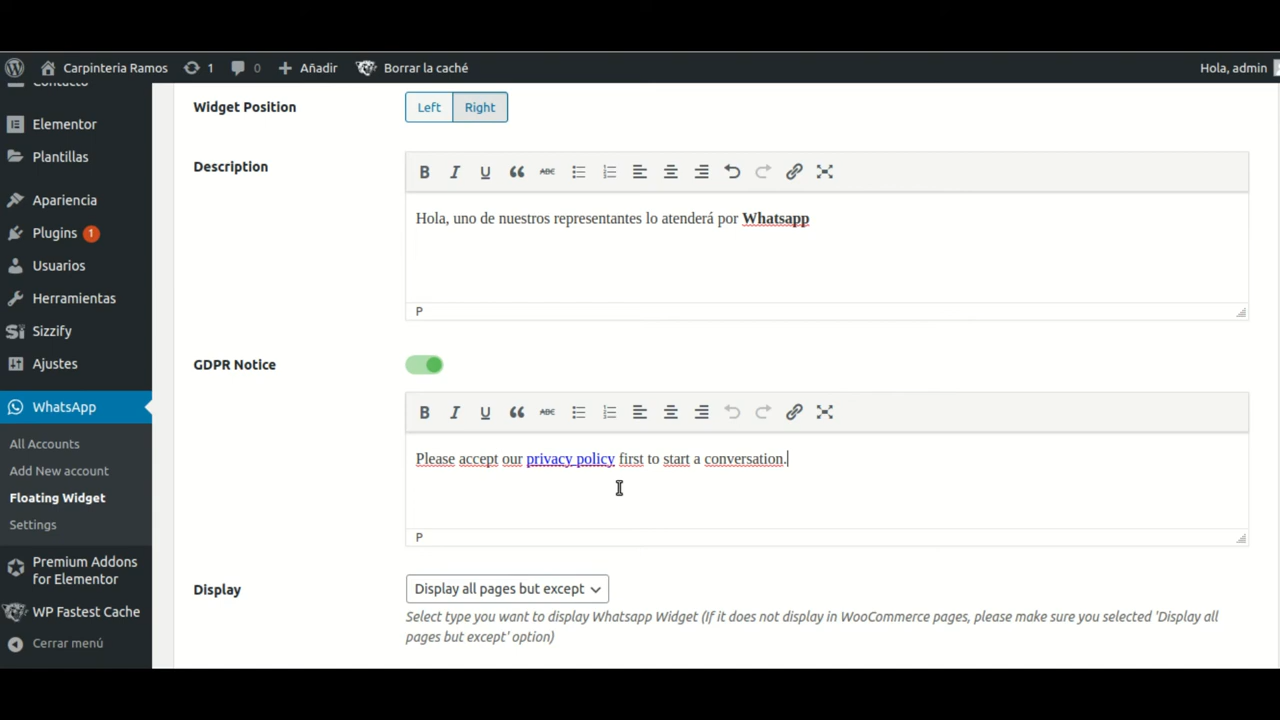 Carpinteria Ramos 1 0 Añadir Borrar la caché Hola, admin
Contacto
Elementor
Plantillas
Apariencia
Plugins 1
Usuarios
Herramientas
Sizzify
Ajustes
WhatsApp
All Accounts
Add New account
Floating Widget
Settings
Premium Addons
for Elementor
WP Fastest Cache
Cerrar menú
Widget Position
Left Right
Description
B I U ABC
Hola, uno de nuestros representantes lo atenderá por Whatsapp
P
GDPR Notice
B I U ABC
Please accept our privacy policy first to start a conversation.
P
Display
Display all pages but except
Select type you want to display Whatsapp Widget (If it does not display in WooCommerce pages, please make sure you selected 'Display all
pages but except' option)